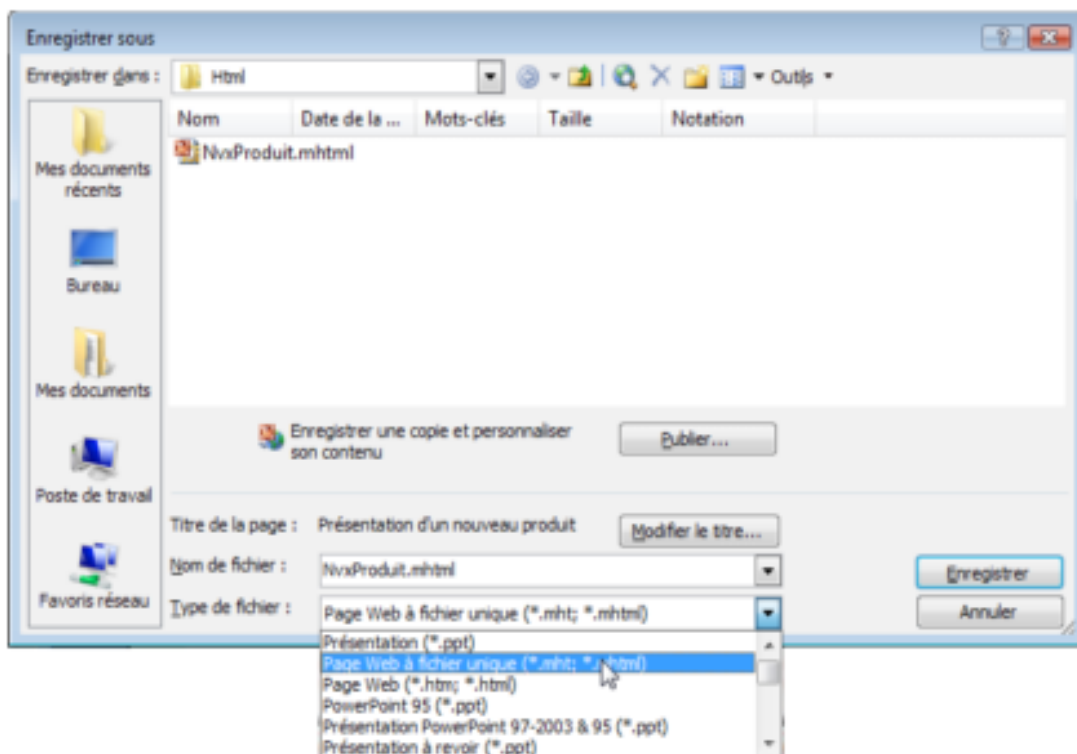 Enregistrer sous
Enregistrer dans :
Html
Outils
Mes documents
récents
Bureau
Mes documents
Poste de travail
Favoris réseau
Nom Date de la ... Mots-clés Taille Notation
NvxProduit.mhtml
Enregistrer une copie et personnaliser
son contenu
Publier...
Titre de la page : Présentation d'un nouveau produit Modifier le titre...
Nom de fichier : NvxProduit.mhtml Enregistrer
Type de fichier : Page Web à fichier unique (*.mht; *.mhtml) Annuler
Présentation (*.ppt)
Page Web à fichier unique (*.mht; *.mhtml)
Page Web (*.htm; *.html)
PowerPoint 95 (*.ppt)
Présentation PowerPoint 97-2003 & 95 (*.ppt)
Présentation à revoir (*.ppt)